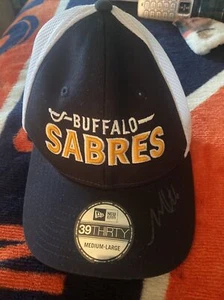 BUFFALO
SABRES
NEW ERA
39THIRTY
MEDIUM-LARGE